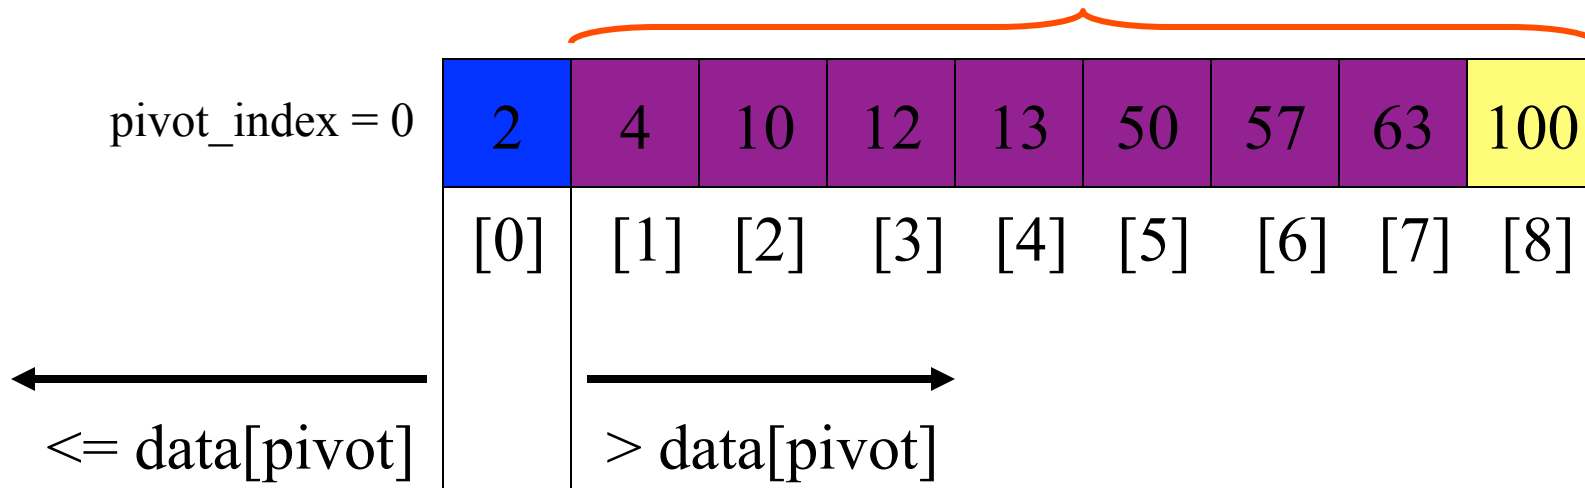 pivot_index = 0 2 4 10 12 13 50 57 63 100
[0] [1] [2] [3] [4] [5] [6] [7] [8]
<= data[pivot] > data[pivot]